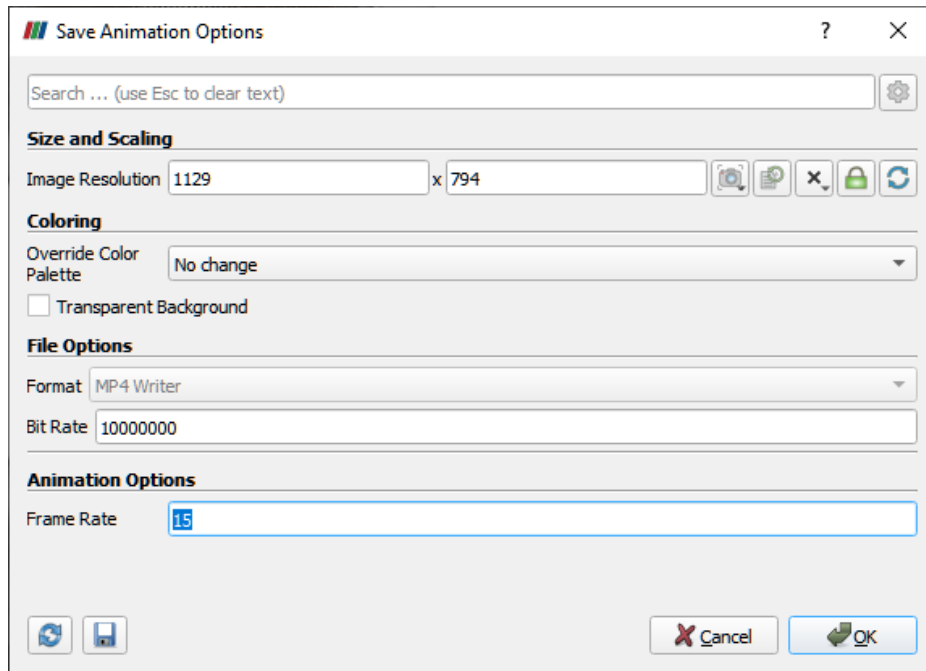 Save Animation Options
?
Search ... (use Esc to clear text)
Size and Scaling
Image Resolution 1129 x 794
Coloring
Override Color
Palette
No change
Transparent Background
File Options
Format MP4 Writer
Bit Rate 10000000
Animation Options
Frame Rate 15
Cancel OK